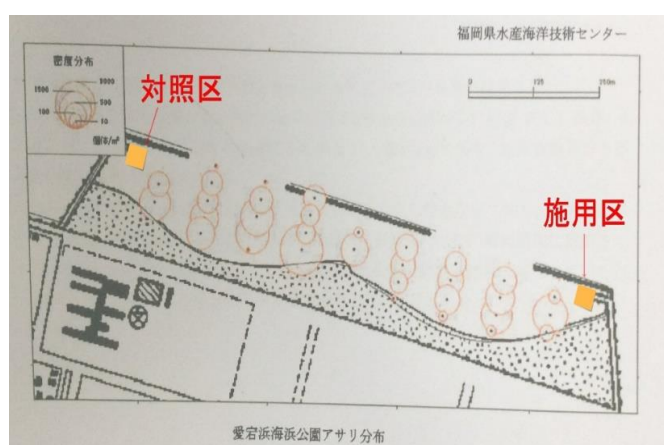 福岡県水産海洋技術センター
密度分布
3000
1500
500
100
10
個体/m²
対照区
0 125 250m
施用区
愛宕浜海浜公園アサリ分布